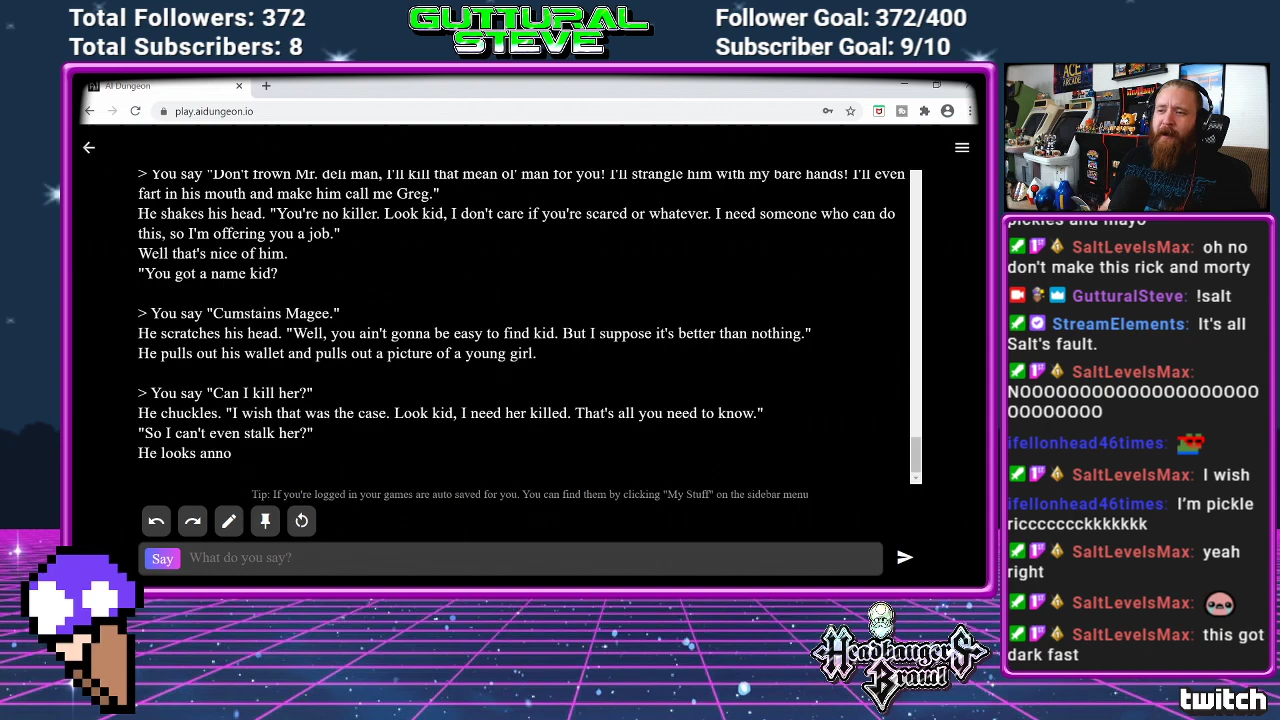 Total Followers: 372
Total Subscribers: 8
GUTTURAL
STEVE
Follower Goal: 372/400
Subscriber Goal: 9/10
AI Dungeon
play.aidungeon.io
> You say "Don't frown Mr. deli man, I'll kill that mean ol' man for you! I'll strangle him with my bare hands! I'll even
fart in his mouth and make him call me Greg."
He shakes his head. "You're no killer. Look kid, I don't care if you're scared or whatever. I need someone who can do
this, so I'm offering you a job."
Well that's nice of him.
"You got a name kid?
> You say "Cumstains Magee."
He scratches his head. "Well, you ain't gonna be easy to find kid. But I suppose it's better than nothing."
He pulls out his wallet and pulls out a picture of a young girl.
> You say "Can I kill her?"
He chuckles. "I wish that was the case. Look kid, I need her killed. That's all you need to know."
"So I can't even stalk her?"
He looks anno
Tip: If you're logged in your games are auto saved for you. You can find them by clicking "My Stuff" on the sidebar menu
Say
What do you say?
ACE
ARCADE
pickles and mayo
SaltLevelsMax: oh no
don't make this rick and morty
GutturalSteve: !salt
StreamElements: It's all
Salt's fault.
SaltLevelsMax:
NOOOOOOOOOOOOOOOOOOO
OOOOOOOO
ifellonhead46times:
SaltLevelsMax: I wish
ifellonhead46times: I'm pickle
ricccccckkkkkkk
SaltLevelsMax: yeah
right
SaltLevelsMax:
SaltLevelsMax: this got
dark fast
Headbangers
Brawl
twitch